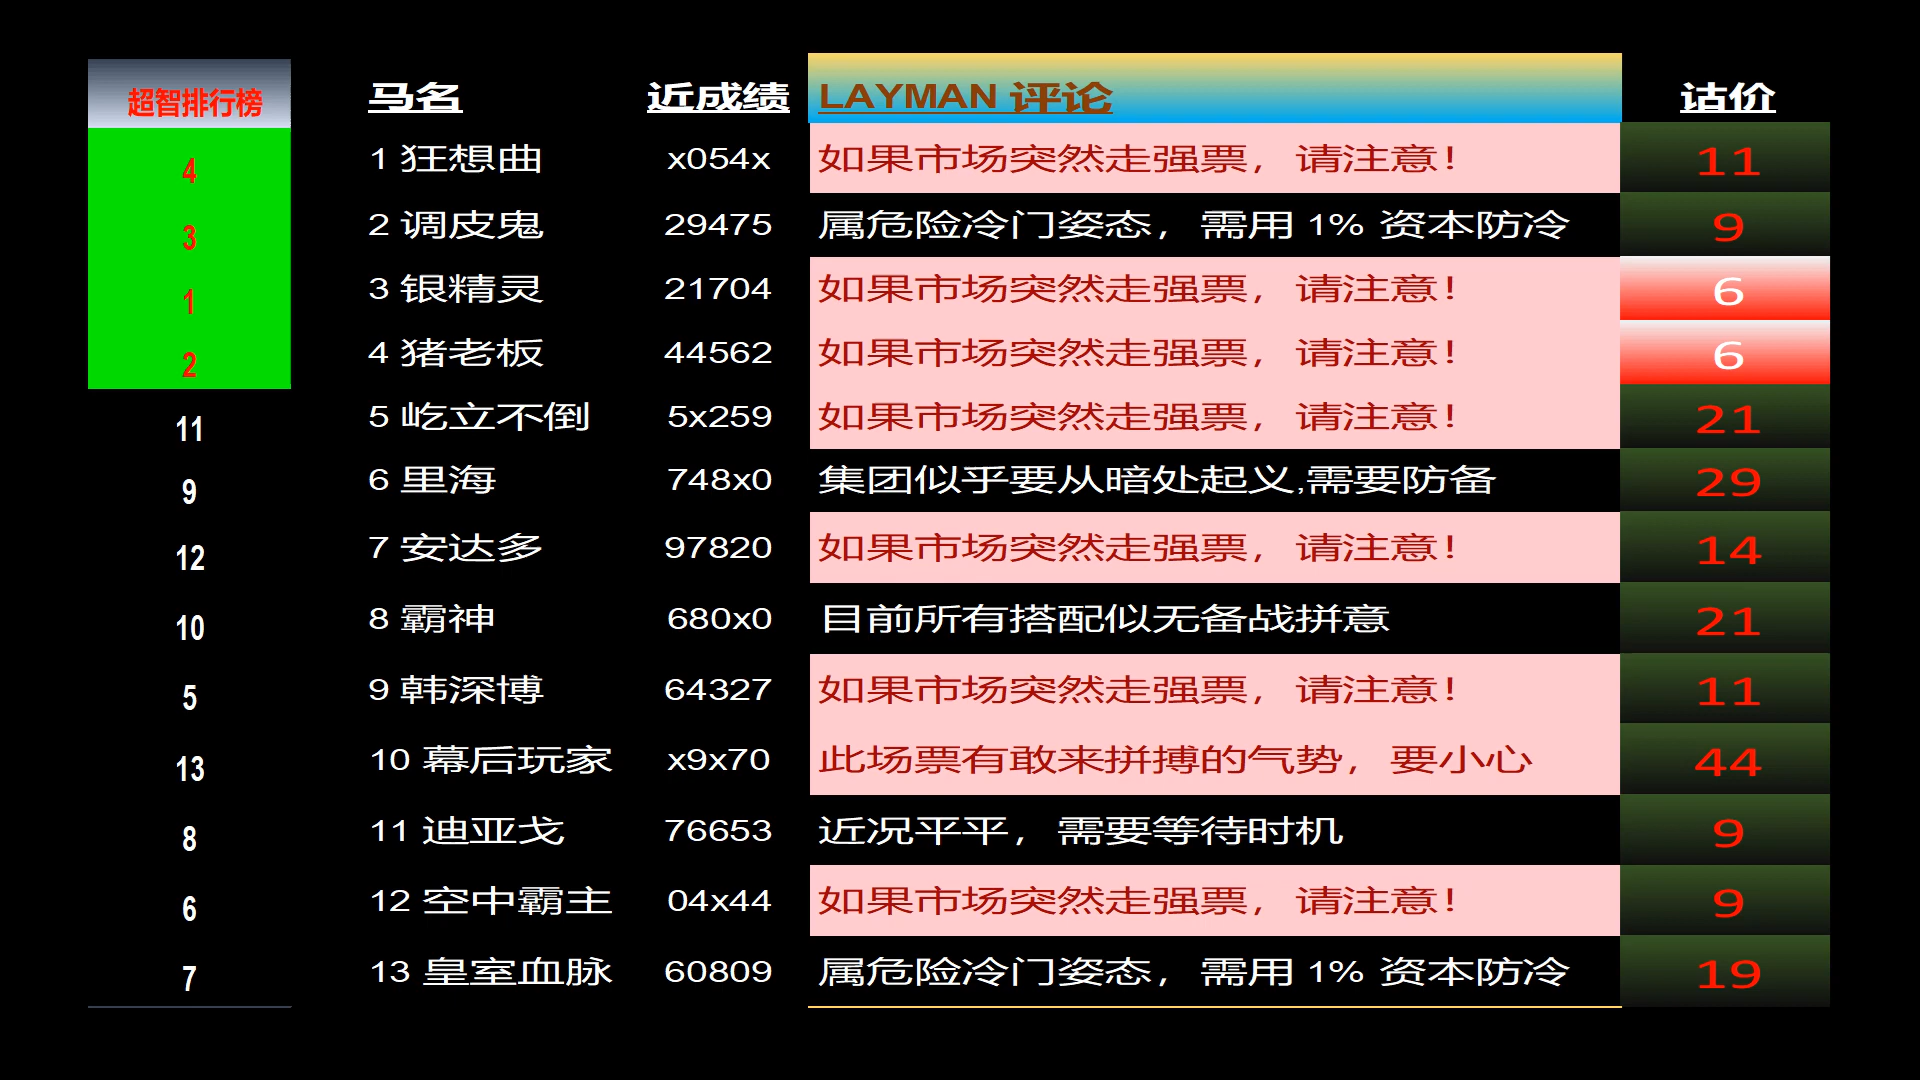 超智排行榜 马名 近成绩 LAYMAN 评论 估价
4 1 狂想曲 x054x 如果市场突然走强票，请注意！ 11
3 2 调皮鬼 29475 属危险冷门姿态，需用 1% 资本防冷 9
1 3 银精灵 21704 如果市场突然走强票，请注意！ 6
2 4 猪老板 44562 如果市场突然走强票，请注意！ 6
11 5 屹立不倒 5x259 如果市场突然走强票，请注意！ 21
9 6 里海 748x0 集团似乎要从暗处起义,需要防备 29
12 7 安达多 97820 如果市场突然走强票，请注意！ 14
10 8 霸神 680x0 目前所有搭配似无备战拼意 21
5 9 韩深博 64327 如果市场突然走强票，请注意！ 11
13 10 幕后玩家 x9x70 此场票有敢来拼搏的气势，要小心 44
8 11 迪亚戈 76653 近况平平，需要等待时机 9
6 12 空中霸主 04x44 如果市场突然走强票，请注意！ 9
7 13 皇室血脉 60809 属危险冷门姿态，需用 1% 资本防冷 19